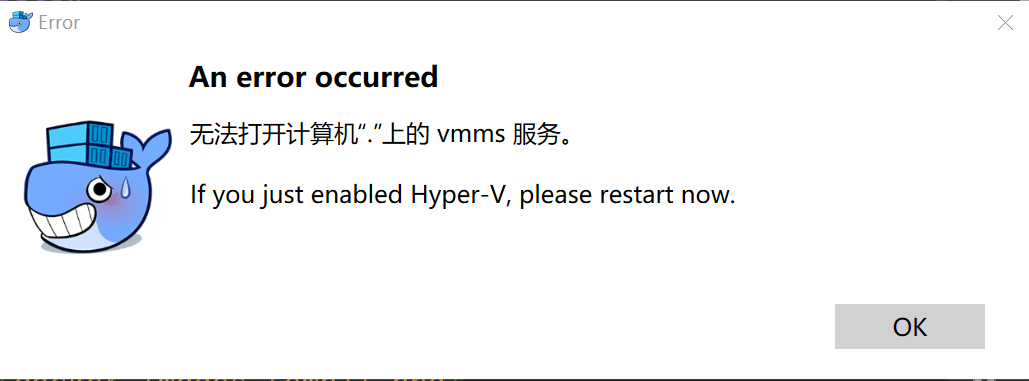 Error
An error occurred
无法打开计算机“.”上的 vmms 服务。
If you just enabled Hyper-V, please restart now.
OK